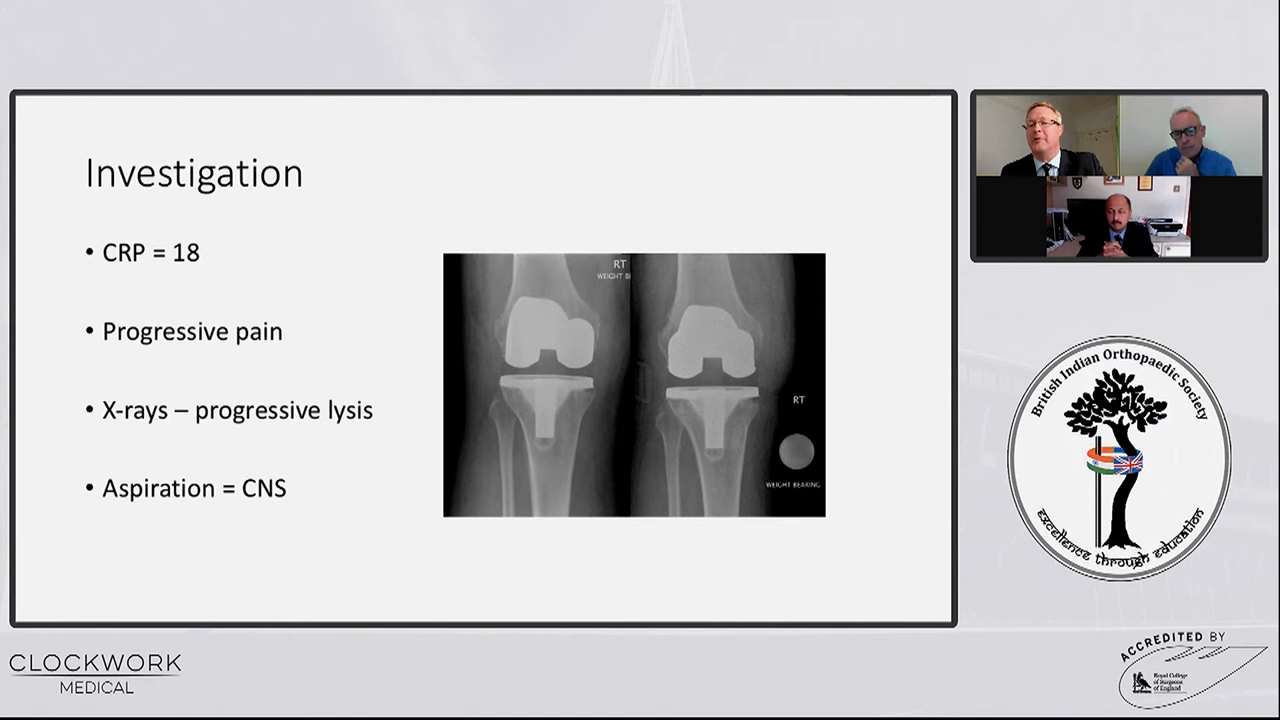 Investigation
• CRP = 18
• Progressive pain
• X-rays – progressive lysis
• Aspiration = CNS
RT
WEIGHT BI
RT
WEIGHT BEARING
British Indian Orthopaedic Society
excellence through education
CLOCKWORK
MEDICAL
ACCREDITED BY
Royal College
of Surgeons
of England